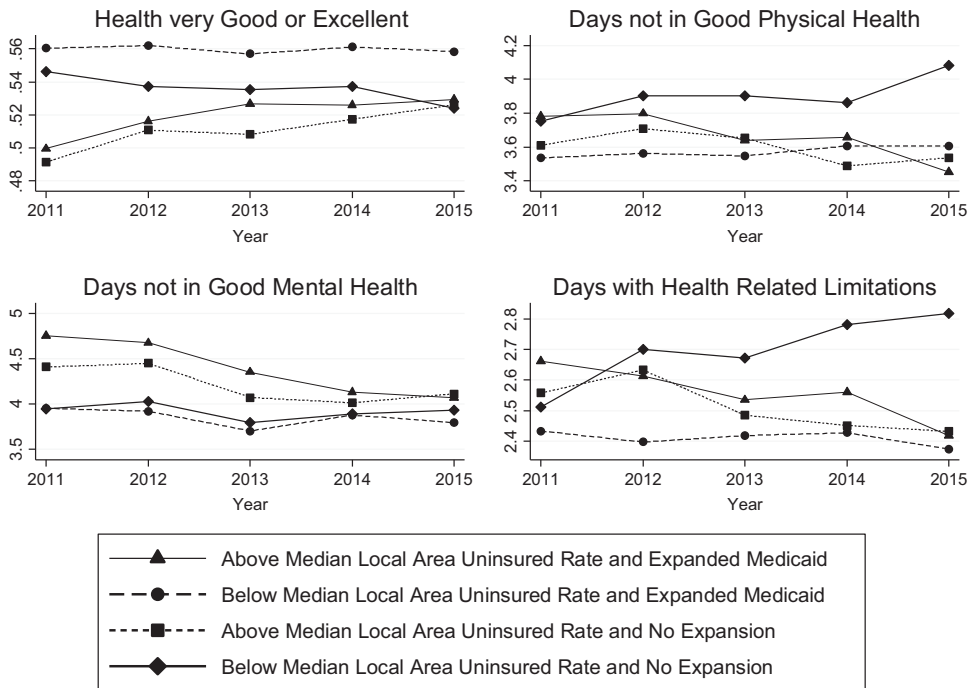 Health very Good or Excellent
.56
.54
.52
.5
.48
2011 2012 2013 2014 2015
Year
Days not in Good Physical Health
4.2
4
3.8
3.6
3.4
2011 2012 2013 2014 2015
Year
Days not in Good Mental Health
5
4.5
4
3.5
2011 2012 2013 2014 2015
Year
Days with Health Related Limitations
2.8
2.7
2.6
2.5
2.4
2011 2012 2013 2014 2015
Year
Above Median Local Area Uninsured Rate and Expanded Medicaid
Below Median Local Area Uninsured Rate and Expanded Medicaid
Above Median Local Area Uninsured Rate and No Expansion
Below Median Local Area Uninsured Rate and No Expansion